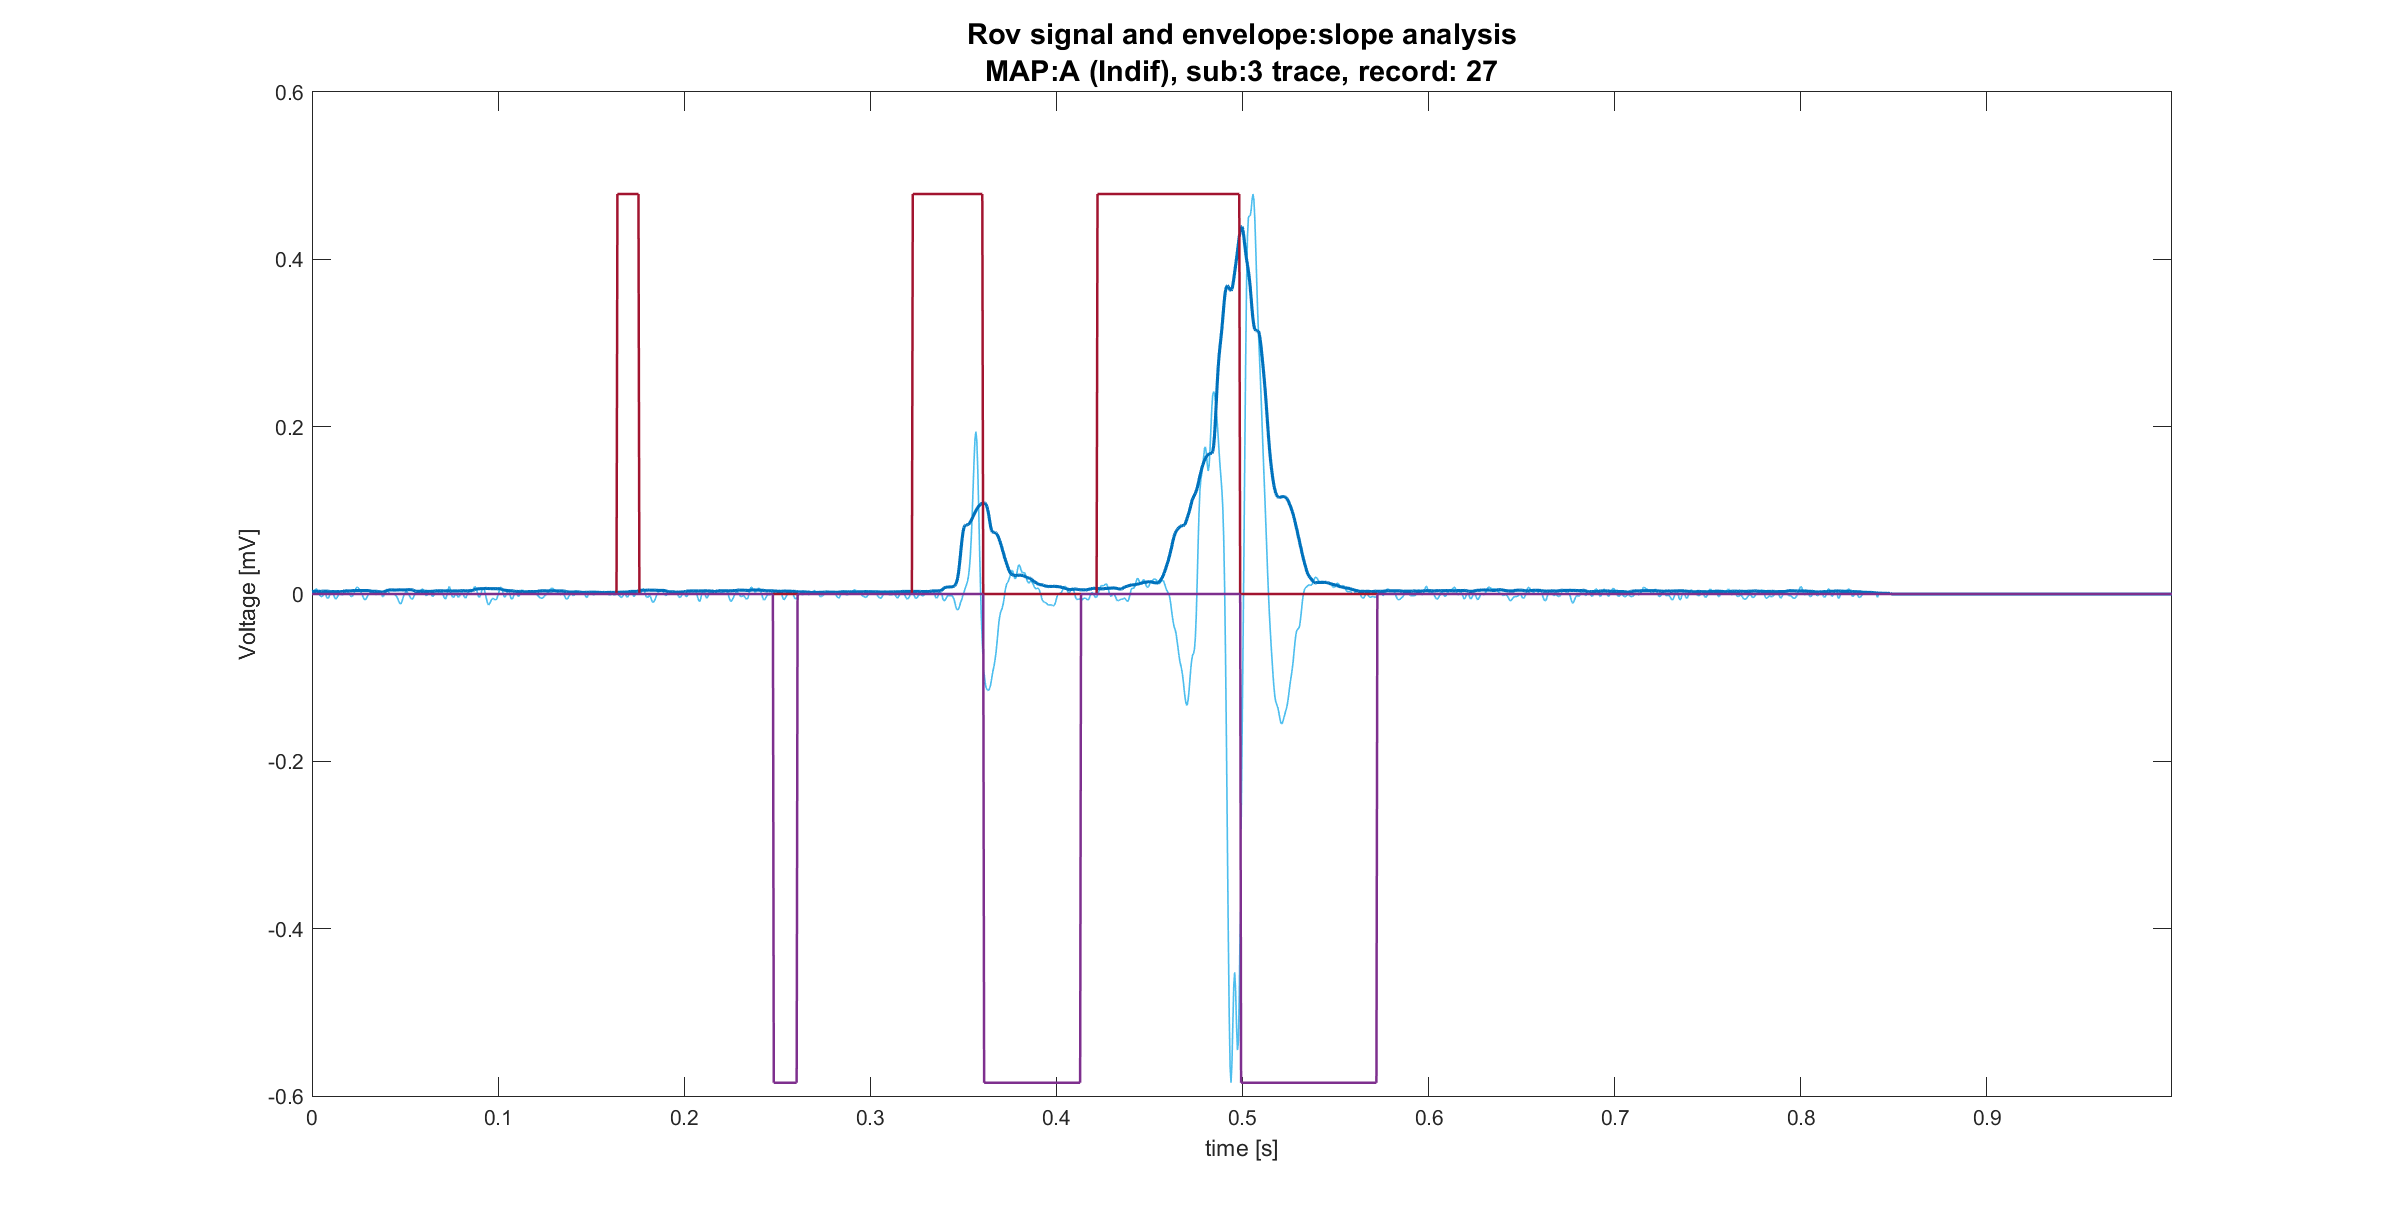 Rov signal and envelope:slope analysis
MAP:A (Indif), sub:3 trace, record: 27
0.6
0.4
0.2
0
-0.2
-0.4
-0.6
Voltage [mV]
0 0.1 0.2 0.3 0.4 0.5 0.6 0.7 0.8 0.9
time [s]